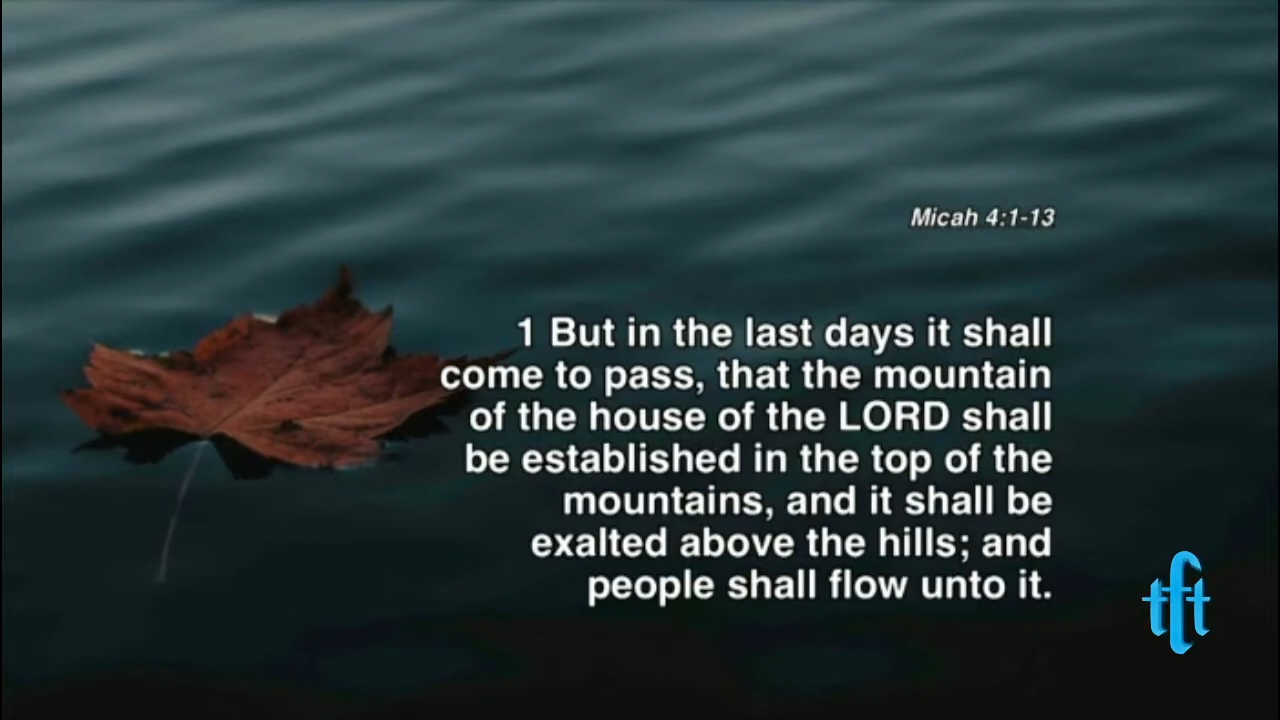 Micah 4:1-13
1 But in the last days it shall
come to pass, that the mountain
of the house of the LORD shall
be established in the top of the
mountains, and it shall be
exalted above the hills; and
people shall flow unto it.
tft